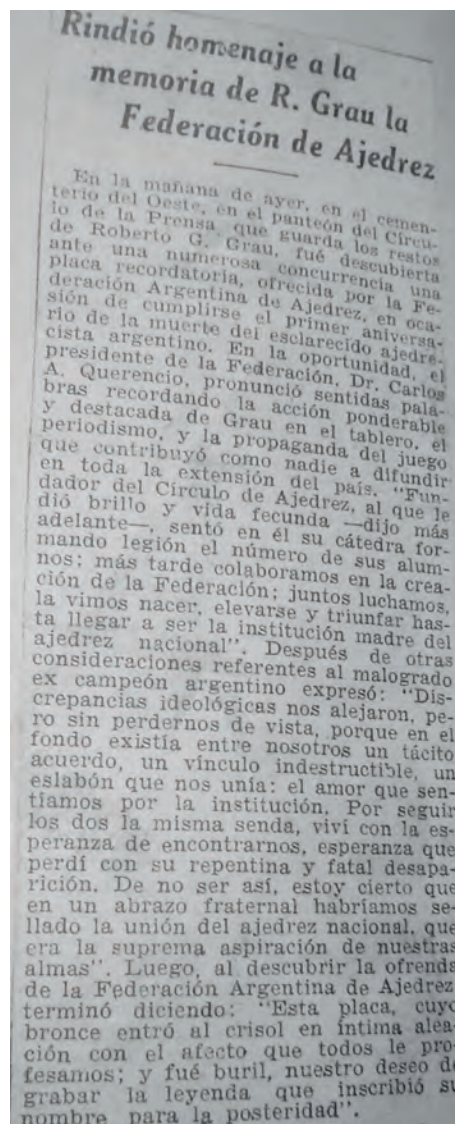 Rindió homenaje a la
memoria de R. Grau la
Federación de Ajedrez
En la mañana de ayer, en el cemen-
terio del Oeste, en el panteón del Círcu-
lo de la Prensa, que guarda los restos
de Roberto G. Grau, fué descubierta
ante una numerosa concurrencia una
placa recordatoria, ofrecida por la Fe-
deración Argentina de Ajedrez, en oca-
sión de cumplirse el primer aniversa-
rio de la muerte del esclarecido ajedre-
cista argentino. En la oportunidad, el
presidente de la Federación, Dr. Carlos
A. Querencio, pronunció sentidas pala-
bras recordando la acción ponderable
y destacada de Grau en el tablero, el
periodismo, y la propaganda del juego
que contribuyó como nadie a difundir
en toda la extensión del país. "Fun-
dador del Círculo de Ajedrez, al que le
dió brillo y vida fecunda —dijo más
adelante—, sentó en él su cátedra for-
mando legión el número de sus alum-
nos; más tarde colaboramos en la crea-
ción de la Federación; juntos luchamos,
la vimos nacer, elevarse y triunfar has-
ta llegar a ser la institución madre del
ajedrez nacional". Después de otras
consideraciones referentes al malogrado
ex campeón argentino expresó: "Dis-
crepancias ideológicas nos alejaron, pe-
ro sin perdernos de vista, porque en el
fondo existía entre nosotros un tácito
acuerdo, un vínculo indestructible, un
eslabón que nos unía: el amor que sen-
tíamos por la institución. Por seguir
los dos la misma senda, viví con la es-
peranza de encontrarnos, esperanza que
perdí con su repentina y fatal desapa-
rición. De no ser así, estoy cierto que
en un abrazo fraternal habríamos se-
llado la unión del ajedrez nacional, que
era la suprema aspiración de nuestras
almas". Luego, al descubrir la ofrenda
de la Federación Argentina de Ajedrez
terminó diciendo: "Esta placa, cuyo
bronce entró al crisol en íntima alea-
ción con el afecto que todos le pro-
fesamos; y fué buril, nuestro deseo de
grabar la leyenda que inscribió su
nombre para la posteridad".